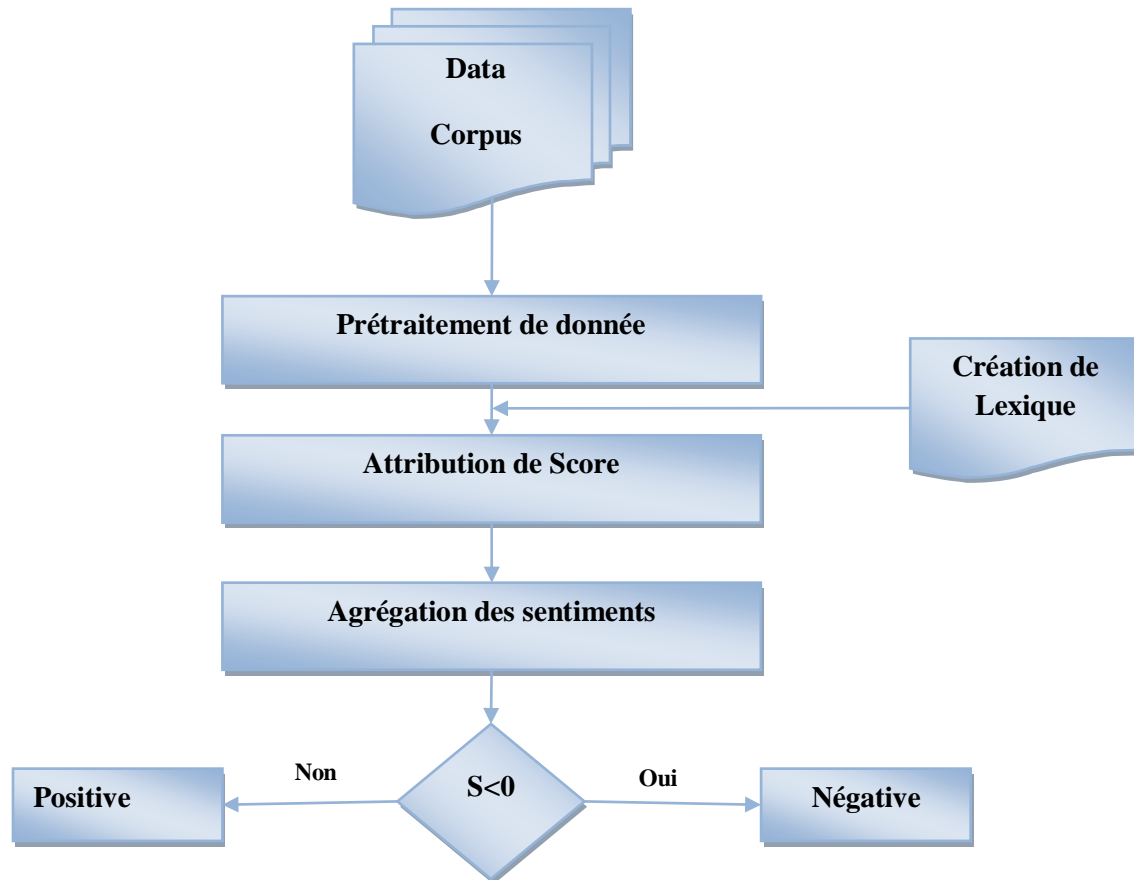 Data
Corpus
Prétraitement de donnée
Création de
Lexique
Attribution de Score
Agrégation des sentiments
Non
S<0
Oui
Positive
Négative